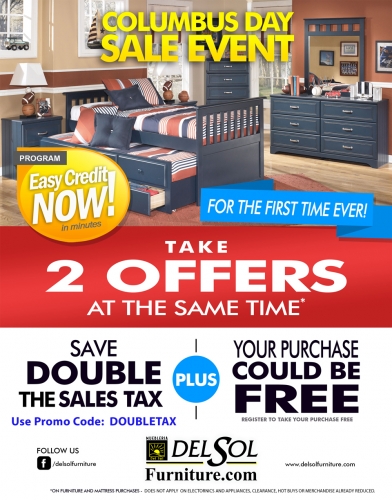 COLUMBUS DAY
SALE EVENT
PROGRAM
Easy Credit
NOW!
in minutes
FOR THE FIRST TIME EVER!
TAKE
2 OFFERS
AT THE SAME TIME*
SAVE
DOUBLE
THE SALES TAX
Use Promo Code: DOUBLETAX
PLUS
YOUR PURCHASE
COULD BE
FREE
REGISTER TO TAKE YOUR PURCHASE FREE
FOLLOW US
f /delsolfurniture
MUEBLERIA
DEL SOL
Furniture.com
www.delsolfurniture.com
*ON FURNITURE AND MATTRESS PURCHASES - DOES NOT APPLY ON ELECTORNICS AND APPLIANCES, CLEARANCE, HOT BUYS OR MERCHANDISE ALREADY REDUCED.